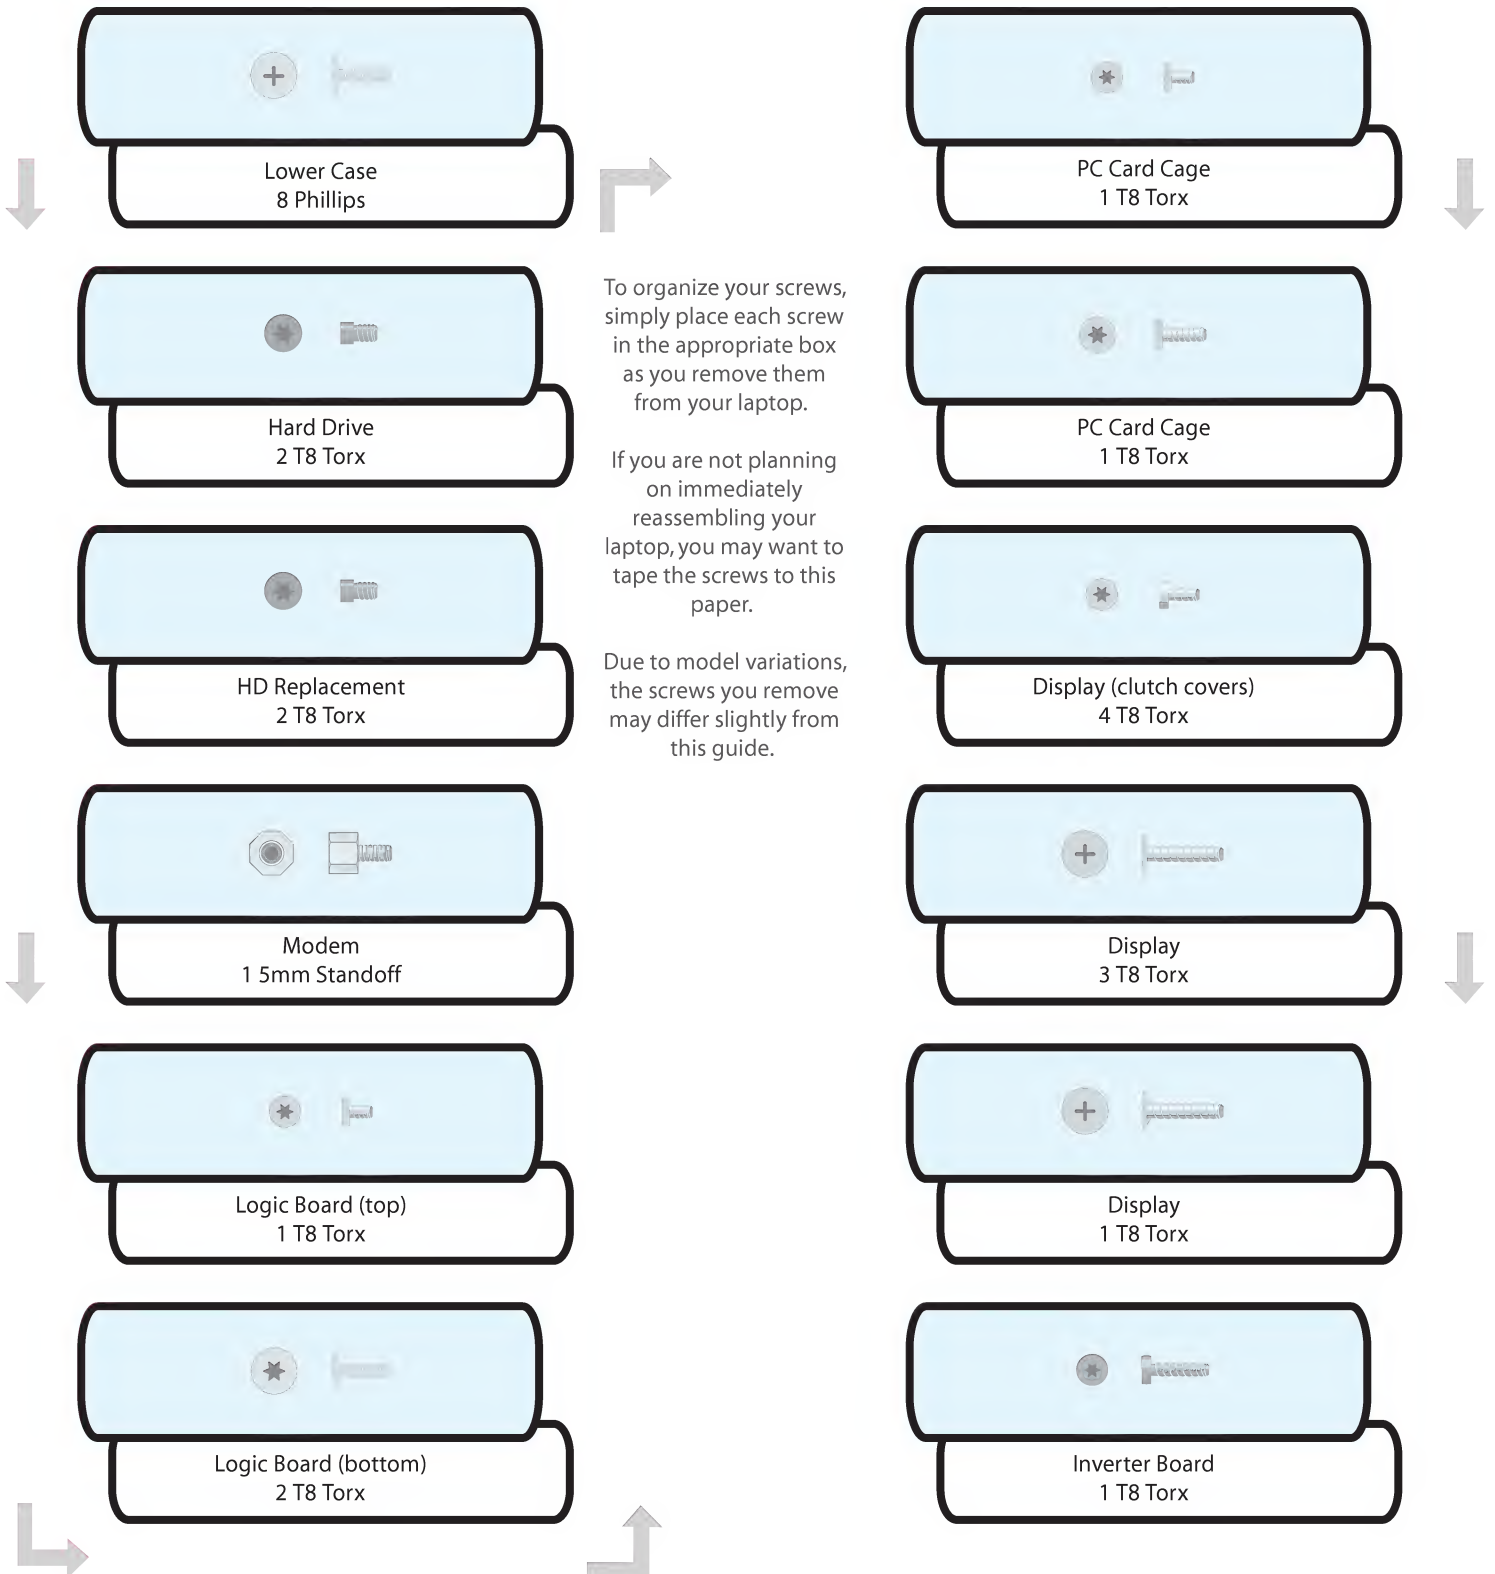 Lower Case
8 Phillips
Hard Drive
2 T8 Torx
HD Replacement
2 T8 Torx
Modem
1 5mm Standoff
Logic Board (top)
1 T8 Torx
Logic Board (bottom)
2 T8 Torx
To organize your screws,
simply place each screw
in the appropriate box
as you remove them
from your laptop.
If you are not planning
on immediately
reassembling your
laptop, you may want to
tape the screws to this
paper.
Due to model variations,
the screws you remove
may differ slightly from
this guide.
PC Card Cage
1 T8 Torx
PC Card Cage
1 T8 Torx
Display (clutch covers)
4 T8 Torx
Display
3 T8 Torx
Display
1 T8 Torx
Inverter Board
1 T8 Torx